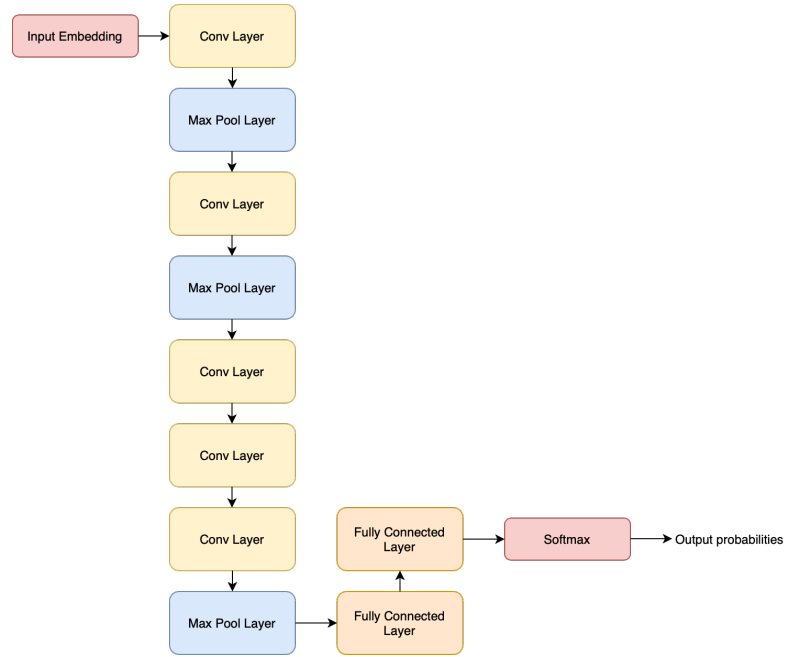 Input Embedding
Conv Layer
Max Pool Layer
Conv Layer
Max Pool Layer
Conv Layer
Conv Layer
Conv Layer
Max Pool Layer
Fully Connected
Layer
Fully Connected
Layer
Softmax
Output probabilities